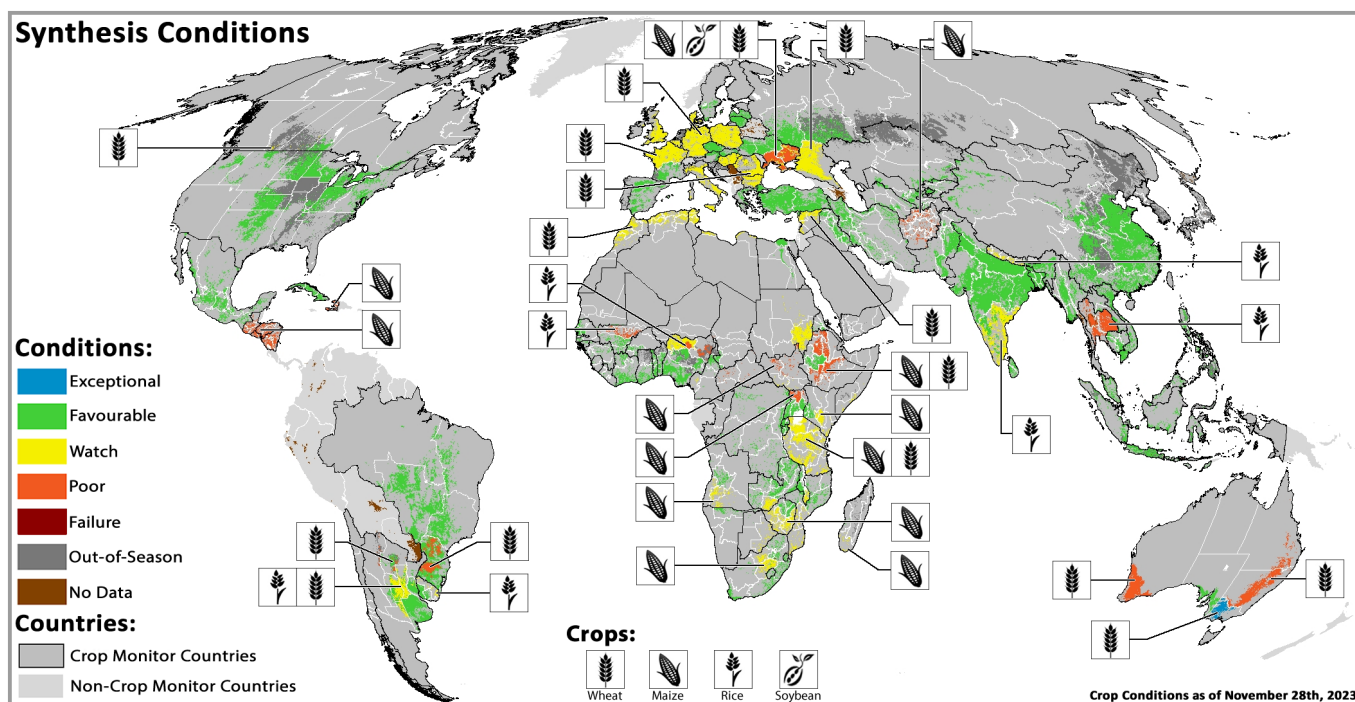 Synthesis Conditions
Conditions:
Exceptional
Favourable
Watch
Poor
Failure
Out-of-Season
No Data
Countries:
Crop Monitor Countries
Non-Crop Monitor Countries
Crops:
Wheat
Maize
Rice
Soybean
Crop Conditions as of November 28th, 2023